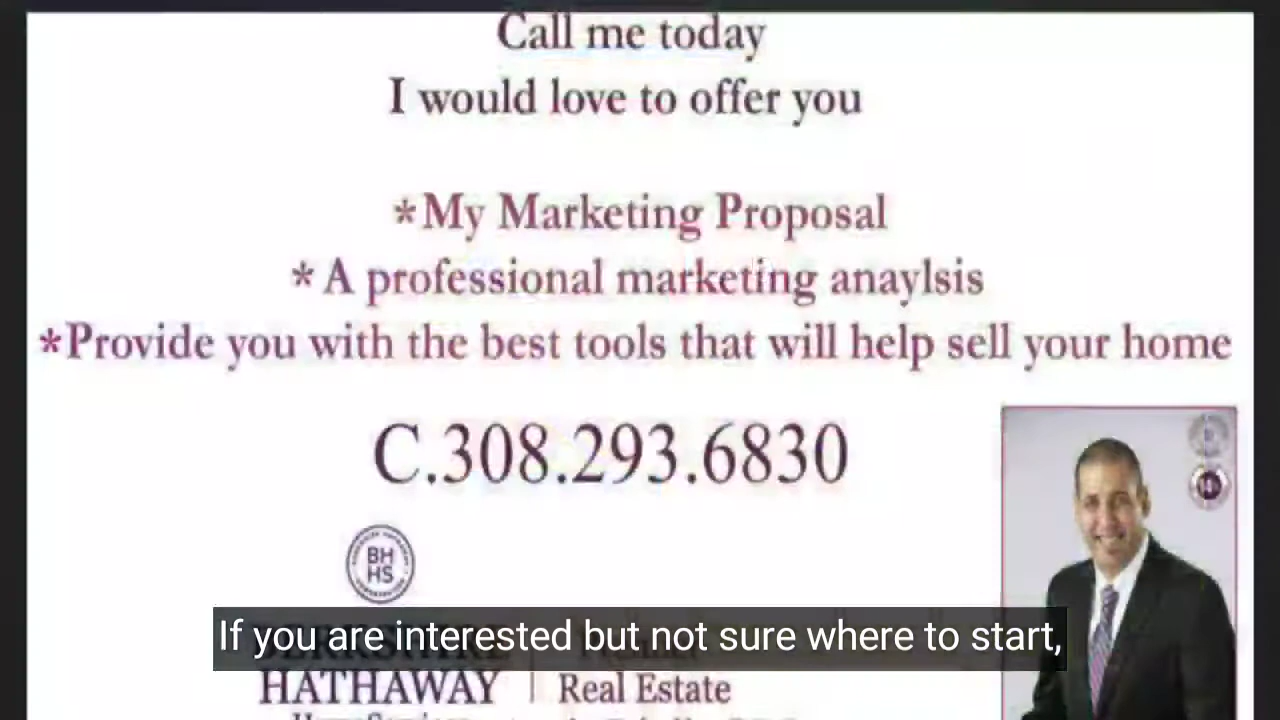 Call me today
I would love to offer you
*My Marketing Proposal
* A professional marketing anaylsis
*Provide you with the best tools that will help sell your home
C.308.293.6830
BH
HS
If you are interested but not sure where to start,
HATHAWAY | Real Estate